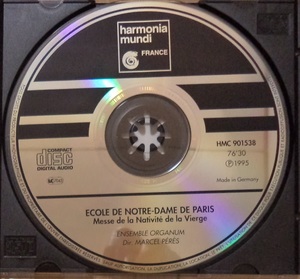 harmonia
mundi
FRANCE
COMPACT
disc
DIGITAL AUDIO
HMC 901538
76'30
Ⓟ 1995
Made in Germany
ECOLE DE NOTRE-DAME DE PARIS
Messe de la Nativité de la Vierge
ENSEMBLE ORGANUM
Dir. MARCEL PÉRÈS